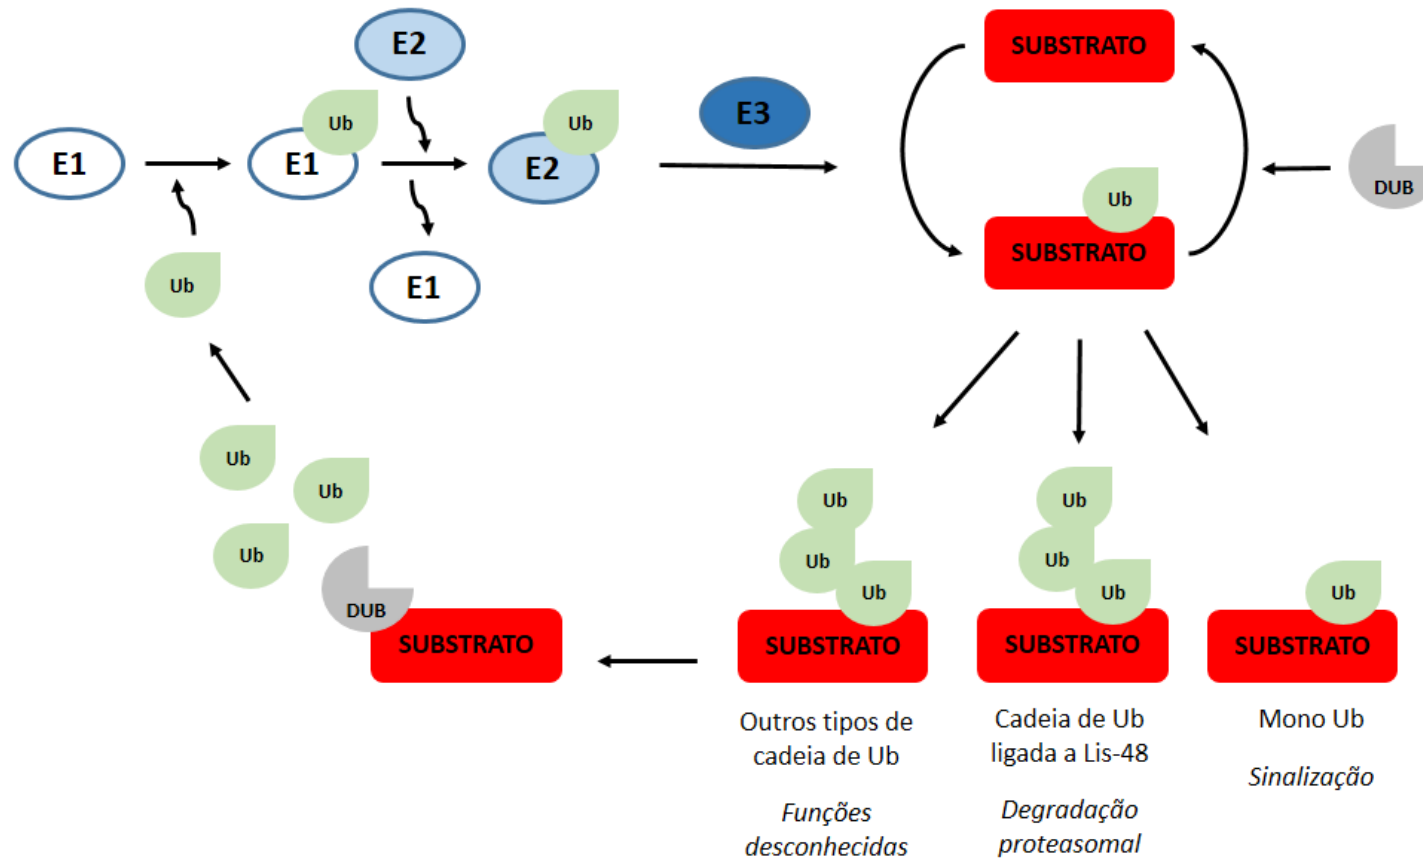 E2
SUBSTRATO
Ub
Ub
E3
E1
E1
E2
DUB
Ub
SUBSTRATO
Ub
E1
Ub
Ub
Ub
Ub
Ub
Ub
Ub
Ub
DUB
Ub
Ub
Ub
SUBSTRATO
SUBSTRATO
SUBSTRATO
SUBSTRATO
Outros tipos de
cadeia de Ub
Funções
desconhecidas
Cadeia de Ub
ligada a Lis-48
Degradação
proteasomal
Mono Ub
Sinalização